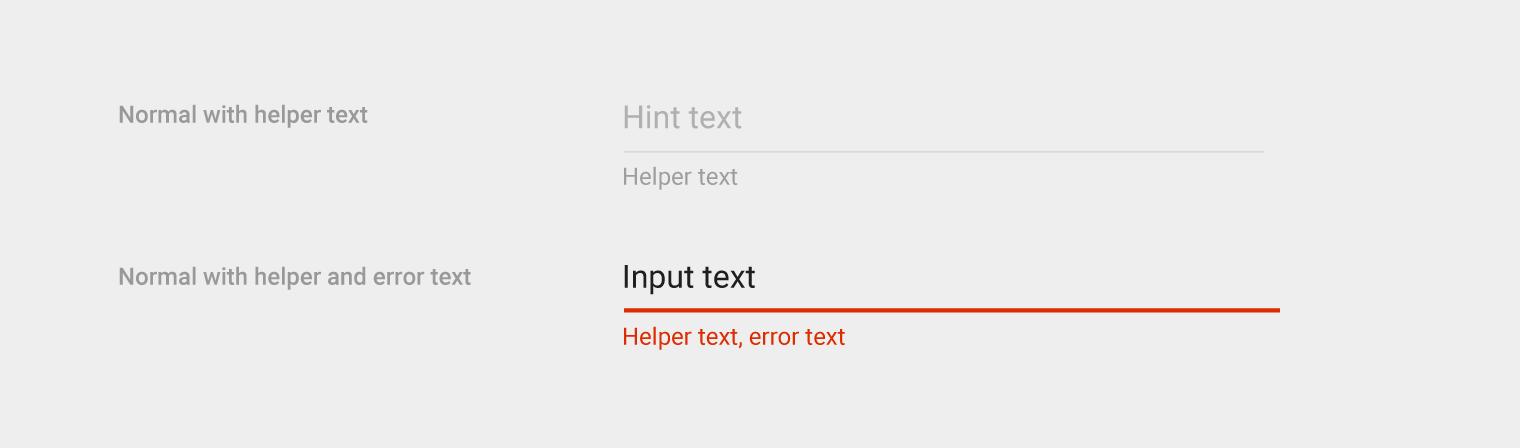 Normal with helper text
Hint text
Helper text
Normal with helper and error text
Input text
Helper text, error text